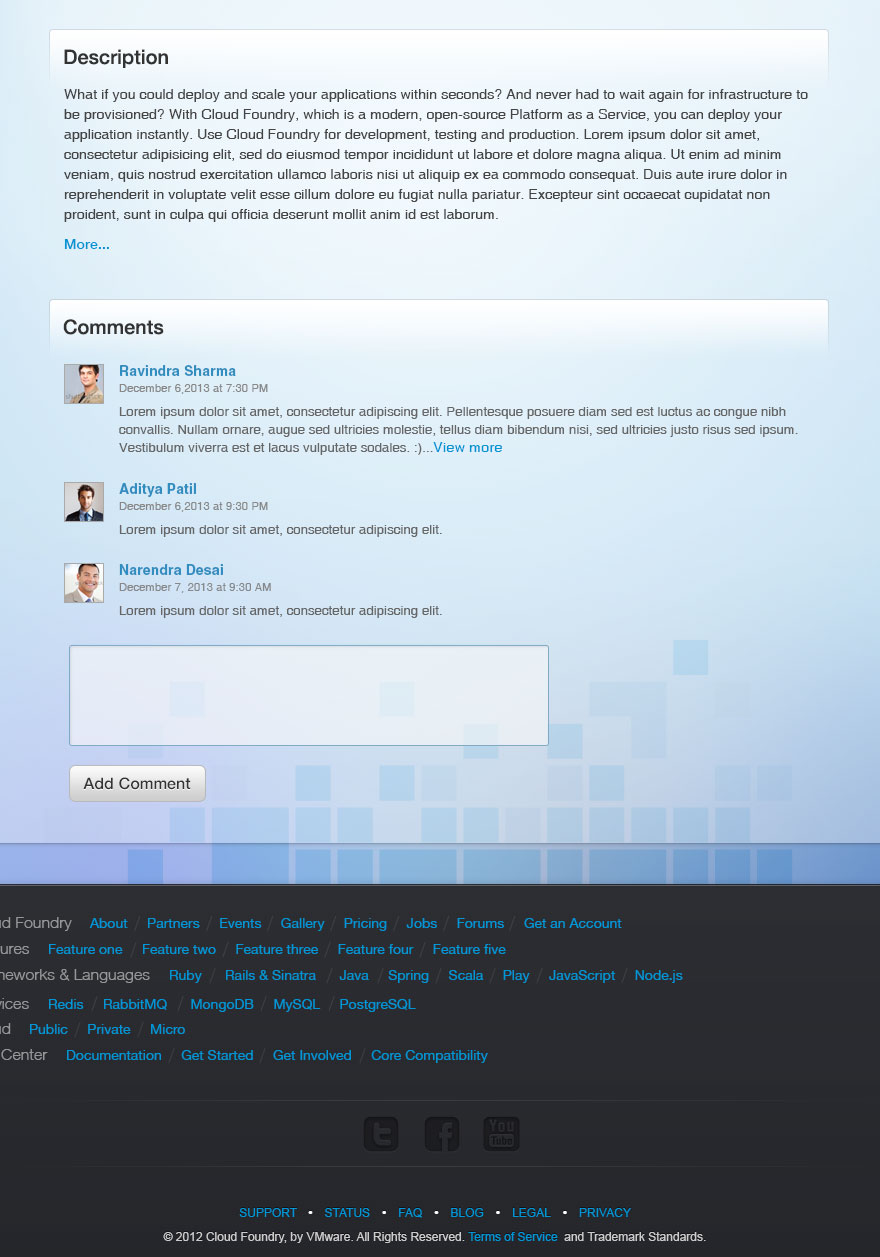 Description
What if you could deploy and scale your applications within seconds? And never had to wait again for infrastructure to
be provisioned? With Cloud Foundry, which is a modern, open-source Platform as a Service, you can deploy your
application instantly. Use Cloud Foundry for development, testing and production. Lorem ipsum dolor sit amet,
consectetur adipisicing elit, sed do eiusmod tempor incididunt ut labore et dolore magna aliqua. Ut enim ad minim
veniam, quis nostrud exercitation ullamco laboris nisi ut aliquip ex ea commodo consequat. Duis aute irure dolor in
reprehenderit in voluptate velit esse cillum dolore eu fugiat nulla pariatur. Excepteur sint occaecat cupidatat non
proident, sunt in culpa qui officia deserunt mollit anim id est laborum.
More...
Comments
Ravindra Sharma
December 6,2013 at 7:30 PM
Lorem ipsum dolor sit amet, consectetur adipiscing elit. Pellentesque posuere diam sed est luctus ac congue nibh
convallis. Nullam ornare, augue sed ultricies molestie, tellus diam bibendum nisi, sed ultricies justo risus sed ipsum.
Vestibulum viverra est et lacus vulputate sodales. :)...View more
Aditya Patil
December 6,2013 at 9:30 PM
Lorem ipsum dolor sit amet, consectetur adipiscing elit.
Narendra Desai
December 7, 2013 at 9:30 AM
Lorem ipsum dolor sit amet, consectetur adipiscing elit.
Add Comment
d Foundry About / Partners / Events / Gallery / Pricing / Jobs / Forums / Get an Account
ures Feature one / Feature two / Feature three / Feature four / Feature five
neworks & Languages Ruby / Rails & Sinatra / Java / Spring / Scala / Play / JavaScript / Node.js
vices Redis / RabbitMQ / MongoDB / MySQL / PostgreSQL
ud Public / Private / Micro
Center Documentation / Get Started / Get Involved / Core Compatibility
You Tube
SUPPORT • STATUS • FAQ • BLOG • LEGAL • PRIVACY
© 2012 Cloud Foundry, by VMware. All Rights Reserved. Terms of Service and Trademark Standards.